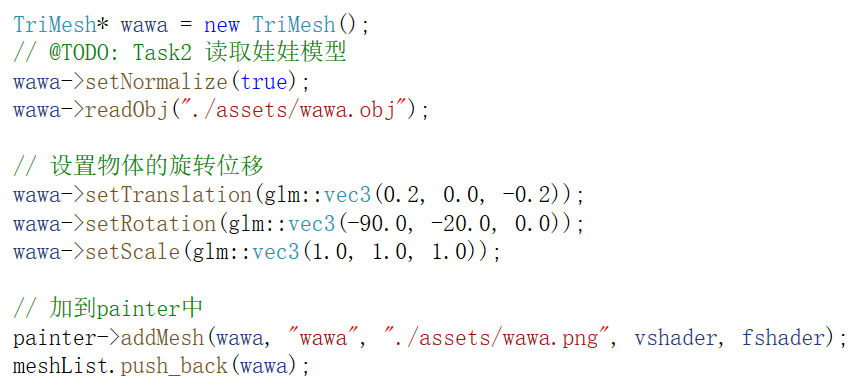 TriMesh* wawa = new TriMesh();
// @TODO: Task2 读取娃娃模型
wawa->setNormalize(true);
wawa->readObj("./assets/wawa.obj");
// 设置物体的旋转位移
wawa->setTranslation(glm::vec3(0.2, 0.0, -0.2));
wawa->setRotation(glm::vec3(-90.0, -20.0, 0.0));
wawa->setScale(glm::vec3(1.0, 1.0, 1.0));
// 加到painter中
painter->addMesh(wawa, "wawa", "./assets/wawa.png", vshader, fshader);
meshList.push_back(wawa);